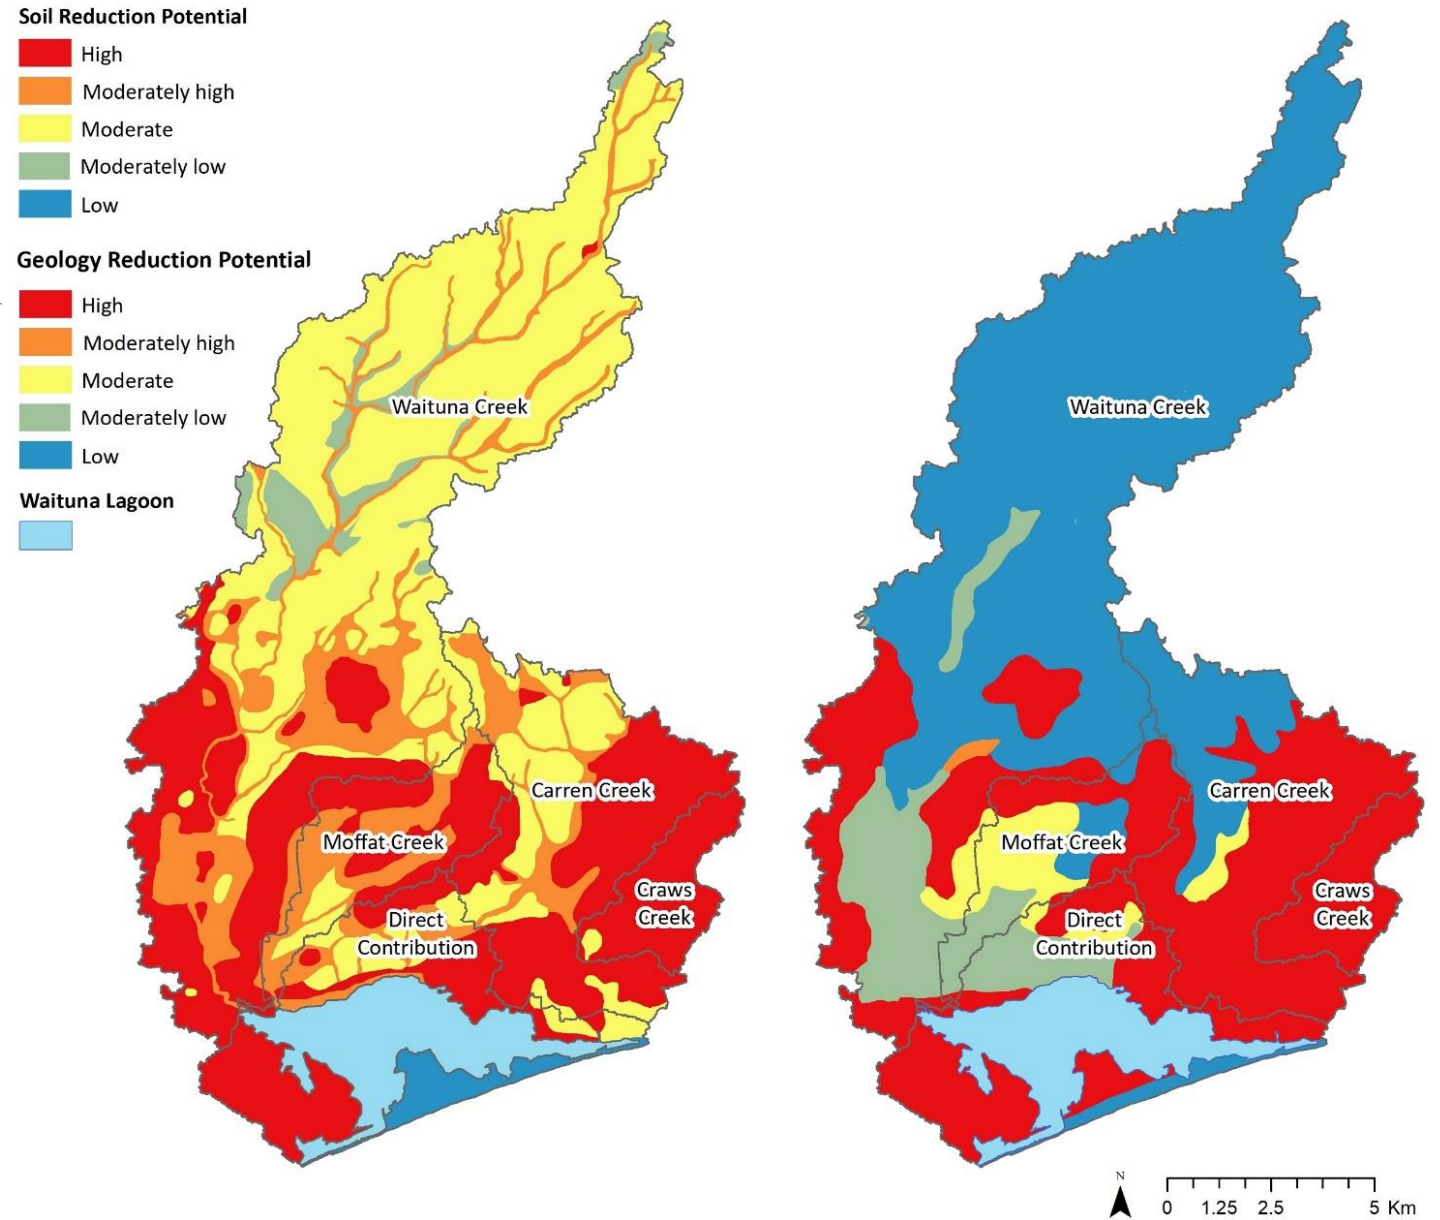 Soil Reduction Potential
High
Moderately high
Moderate
Moderately low
Low
Geology Reduction Potential
High
Moderately high
Moderate
Moderately low
Low
Waituna Lagoon
Waituna Creek
Carren Creek
Moffat Creek
Craws
Creek
Direct
Contribution
Waituna Creek
Carren Creek
Moffat Creek
Craws
Creek
Direct
Contribution
N
0 1.25 2.5 5 Km